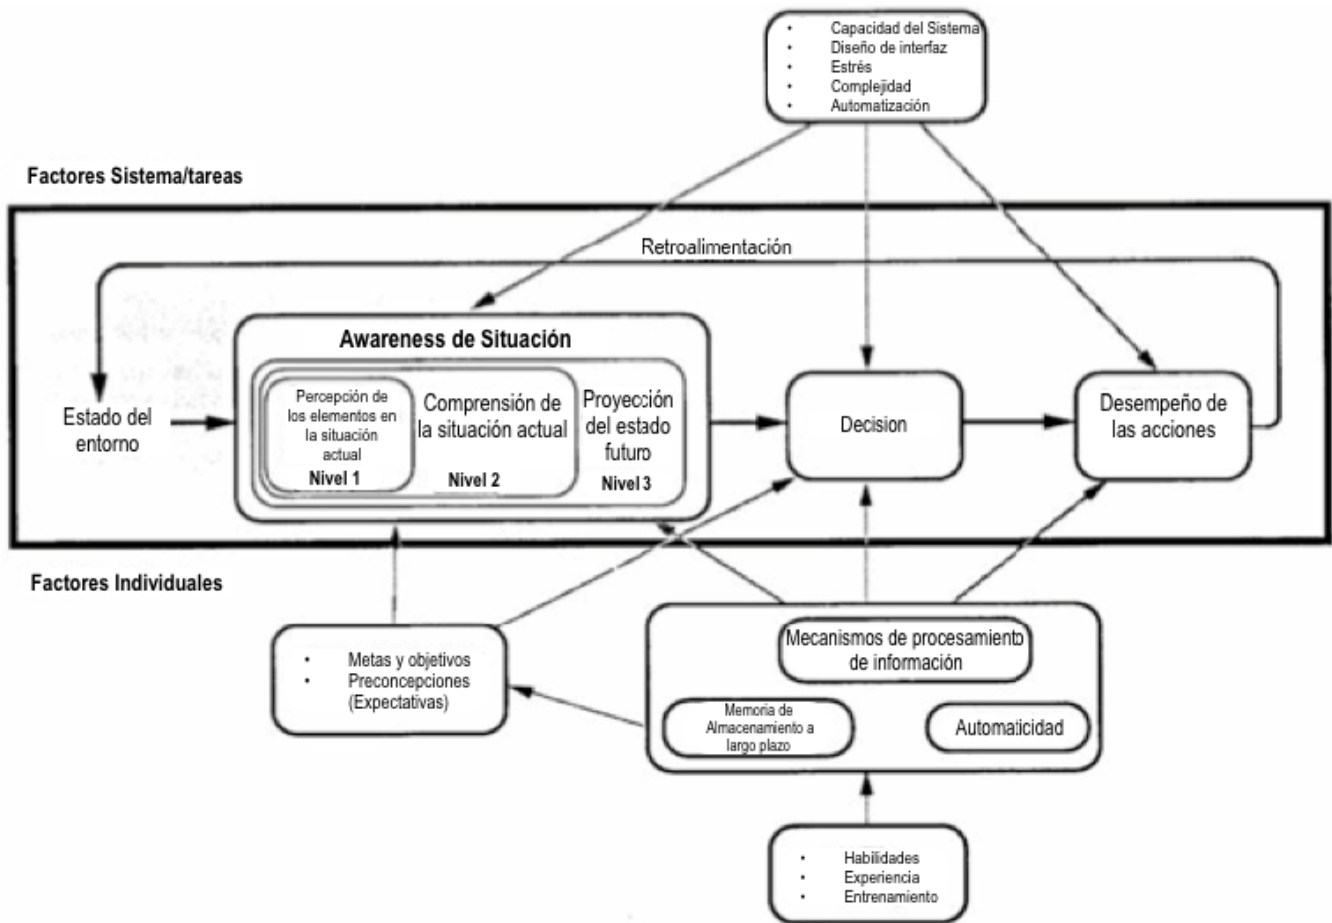 • Capacidad del Sistema
• Diseño de interfaz
• Estrés
• Complejidad
• Automatización
Factores Sistema/tareas
Retroalimentación
Awareness de Situación
Estado del
entorno
Percepción de
los elementos en
la situación
actual
Nivel 1
Comprensión de
la situación actual
Nivel 2
Proyección
del estado
futuro
Nivel 3
Decision
Desempeño de
las acciones
Factores Individuales
• Metas y objetivos
• Preconcepciones
(Expectativas)
Mecanismos de procesamiento
de información
Memoria de
Almacenamiento a
largo plazo
Automaticidad
• Habilidades
• Experiencia
• Entrenamiento